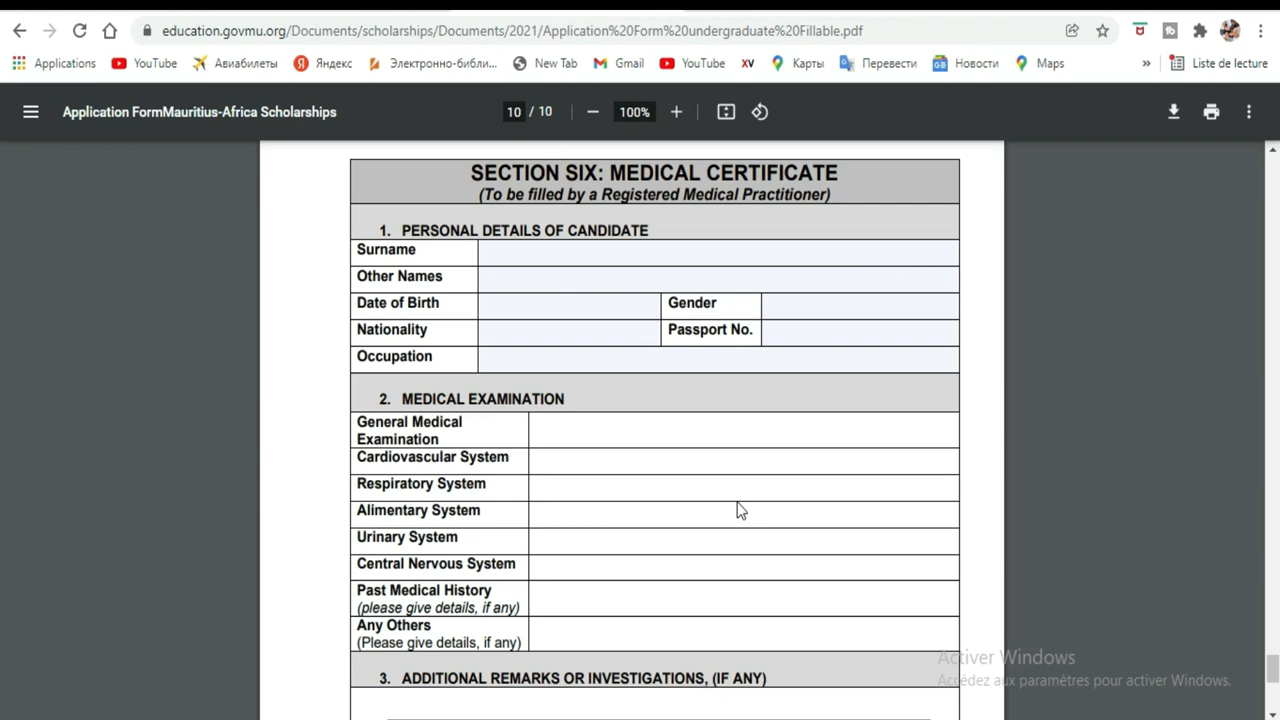 education.govmu.org/Documents/scholarships/Documents/2021/Application%20Form%20undergraduate%20Fillable.pdf
Applications YouTube Авиабилеты Яндекс Электронно-библи... New Tab Gmail YouTube XV Карты Перевести Новости Maps » Liste de lecture
Application FormMauritius-Africa Scholarships 10 / 10 — 100% +
SECTION SIX: MEDICAL CERTIFICATE
(To be filled by a Registered Medical Practitioner)
1. PERSONAL DETAILS OF CANDIDATE
Surname
Other Names
Date of Birth Gender
Nationality Passport No.
Occupation
2. MEDICAL EXAMINATION
General Medical
Examination
Cardiovascular System
Respiratory System
Alimentary System
Urinary System
Central Nervous System
Past Medical History
(please give details, if any)
Any Others
(Please give details, if any)
Activer Windows
3. ADDITIONAL REMARKS OR INVESTIGATIONS, (IF ANY)
Accédez aux paramètres pour activer Windows.